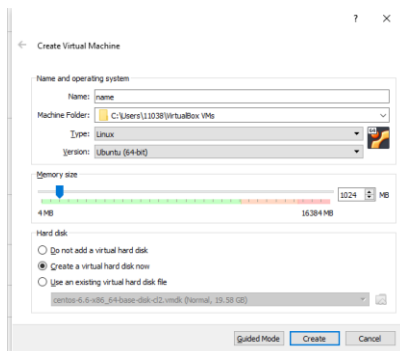 ? ×
← Create Virtual Machine
Name and operating system
Name: name
Machine Folder: C:\Users\11038\VirtualBox VMs
Type: Linux
Version: Ubuntu (64-bit)
Memory size
1024 MB
4 MB 16384 MB
Hard disk
Do not add a virtual hard disk
Create a virtual hard disk now
Use an existing virtual hard disk file
centos-6.6-x86_64-base-disk-cl2.vmdk (Normal, 19.58 GB)
Guided Mode Create Cancel